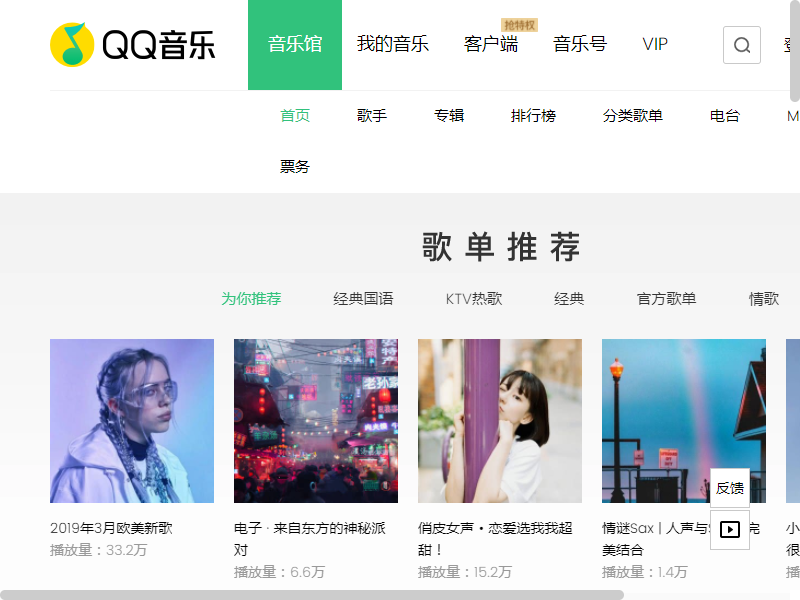 QQ音乐
音乐馆
我的音乐
客户端
抢特权
音乐号
VIP
首页
歌手
专辑
排行榜
分类歌单
电台
M
票务
歌单推荐
为你推荐
经典国语
KTV热歌
经典
官方歌单
情歌
2019年3月欧美新歌
播放量：33.2万
电子 · 来自东方的神秘派
对
播放量：6.6万
俏皮女声·恋爱选我我超
甜！
播放量：15.2万
情谜Sax丨人声与S 完
美结合
播放量：1.4万
小
很
播
反馈